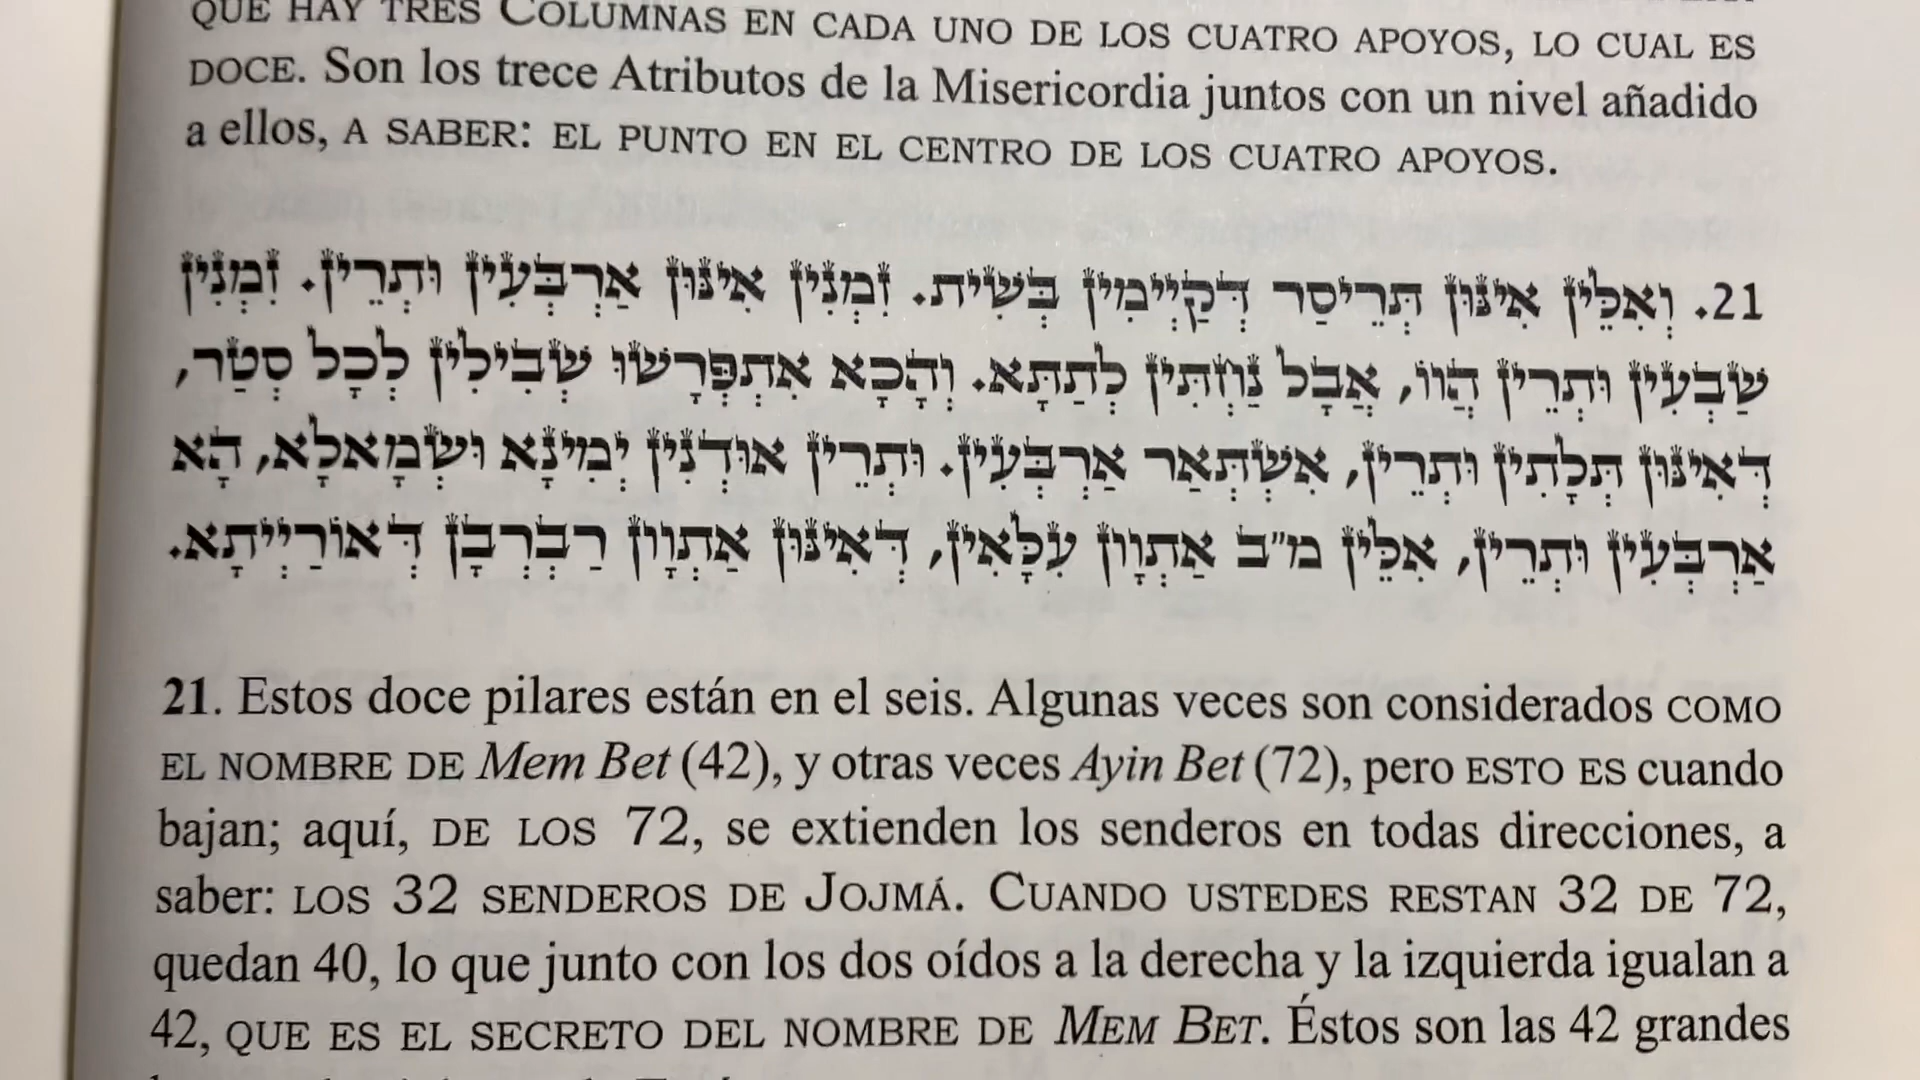 QUE HAY TRES COLUMNAS EN CADA UNO DE LOS CUATRO APOYOS, LO CUAL ES
DOCE. Son los trece Atributos de la Misericordia juntos con un nivel añadido
a ellos, A SABER: EL PUNTO EN EL CENTRO DE LOS CUATRO APOYOS.
21. וְאִלֵּין אִינּוּן תְּרֵיסַר דְּקַיְימִין בְּשִׁית. זִמְנִין אִינּוּן אַרְבְּעִין וּתְרֵין. זִמְנִין
שַׁבְעִין וּתְרֵין הֲווֹ, אֲבָל נַחְתִּין לְתַתָּא. וְהָכָא אִתְפְּרָשׁוּ שְׁבִילִין לְכָל סְטַר,
דְּאִינּוּן תְּלָתִין וּתְרֵין, אִשְׁתְּאַר אַרְבְּעִין. וּתְרֵין אוּדְנִין יְמִינָא וּשְׂמָאלָא, הָא
אַרְבְּעִין וּתְרֵין, אִלֵּין מ״ב אַתְוָון עִלָּאִין, דְּאִינּוּן אַתְוָון רַבְרְבָן דְּאוֹרַיְיתָא.
21. Estos doce pilares están en el seis. Algunas veces son considerados COMO
EL NOMBRE DE Mem Bet (42), y otras veces Ayin Bet (72), pero ESTO ES cuando
bajan; aquí, DE LOS 72, se extienden los senderos en todas direcciones, a
saber: LOS 32 SENDEROS DE JOJMÁ. CUANDO USTEDES RESTAN 32 DE 72,
quedan 40, lo que junto con los dos oídos a la derecha y la izquierda igualan a
42, QUE ES EL SECRETO DEL NOMBRE DE MEM BET. Éstos son las 42 grandes